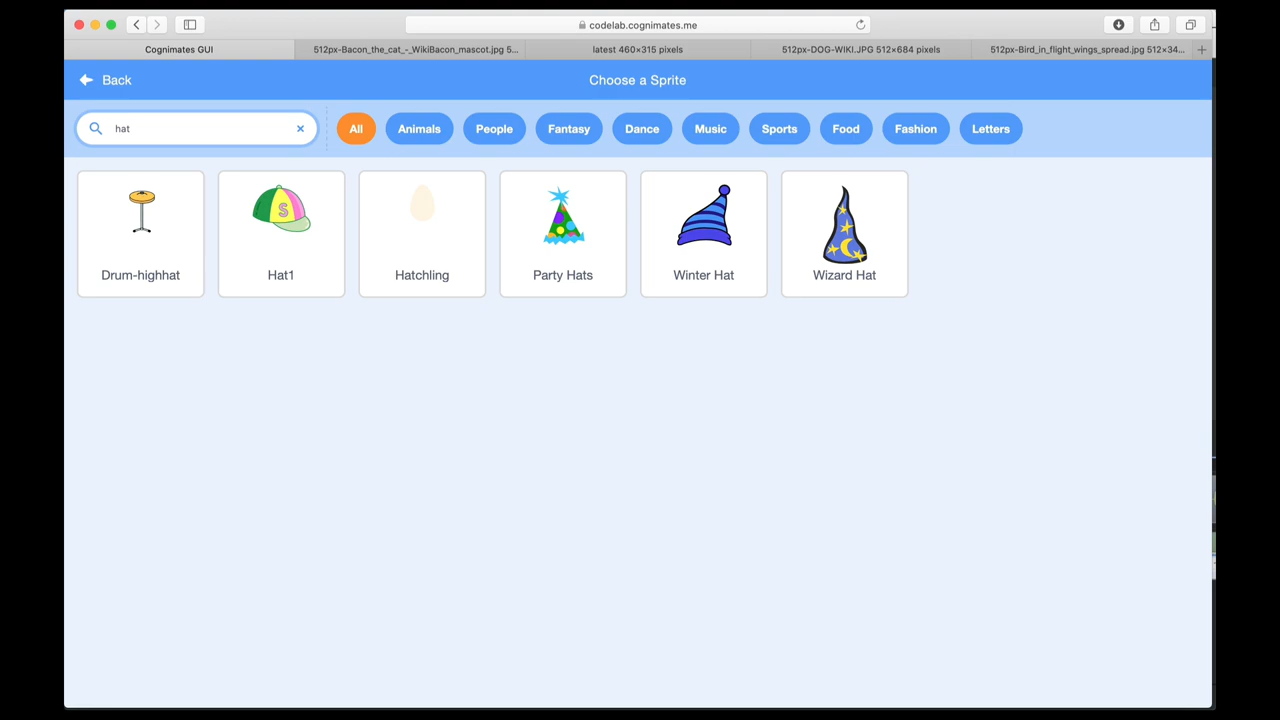 codelab.cognimates.me
Cognimates GUI
512px-Bacon_the_cat_-_WikiBacon_mascot.jpg 5...
latest 460×315 pixels
512px-DOG-WIKI.JPG 512×684 pixels
512px-Bird_in_flight_wings_spread.jpg 512×34...
Back
Choose a Sprite
hat
All
Animals
People
Fantasy
Dance
Music
Sports
Food
Fashion
Letters
S
Drum-highhat
Hat1
Hatchling
Party Hats
Winter Hat
Wizard Hat